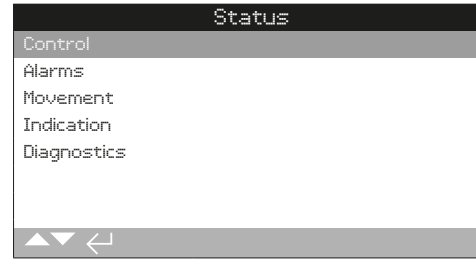 Status
Control
Alarms
Movement
Indication
Diagnostics